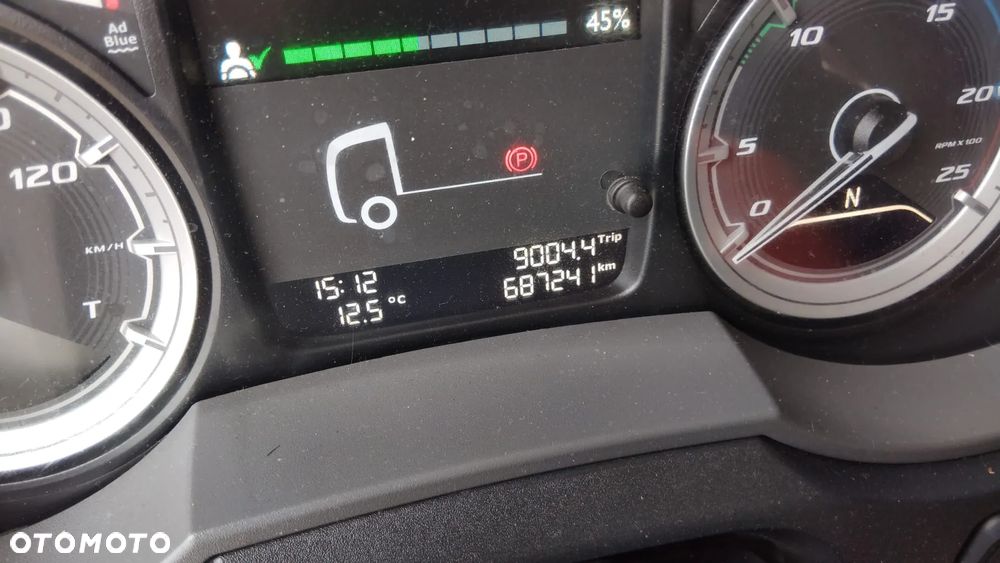 Ad
Blue
45%
120
KM/H
T
P
15:12
12.5 °C
9004.4 Trip
687241 km
0
5
10
15
20
25
RPM X 100
N
OTOMOTO